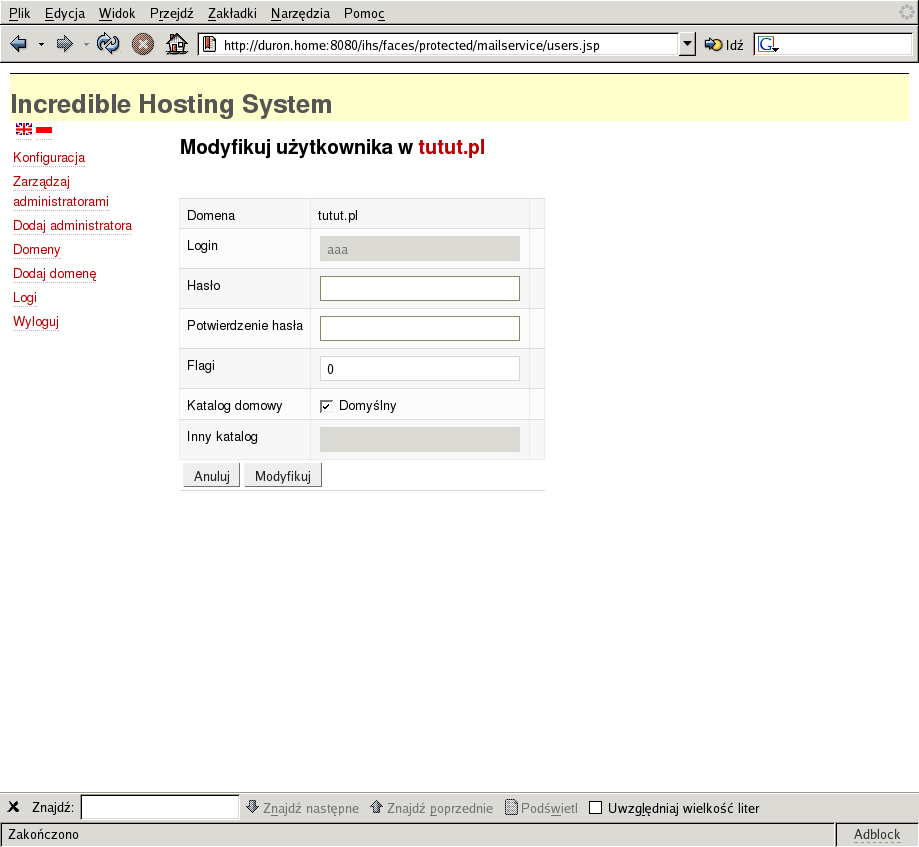 Plik Edycja Widok Przejdź Zakładki Narzędzia Pomoc
http://duron.home:8080/ihs/faces/protected/mailservice/users.jsp Idź G
Incredible Hosting System
Modyfikuj użytkownika w tutut.pl
Konfiguracja
Zarządzaj
administratorami
Dodaj administratora
Domeny
Dodaj domenę
Logi
Wyloguj
Domena tutut.pl
Login aaa
Hasło
Potwierdzenie hasła
Flagi 0
Katalog domowy Domyślny
Inny katalog
Anuluj Modyfikuj
Znajdź: Znajdź następne Znajdź poprzednie Podświetl Uwzględniaj wielkość liter
Zakończono Adblock